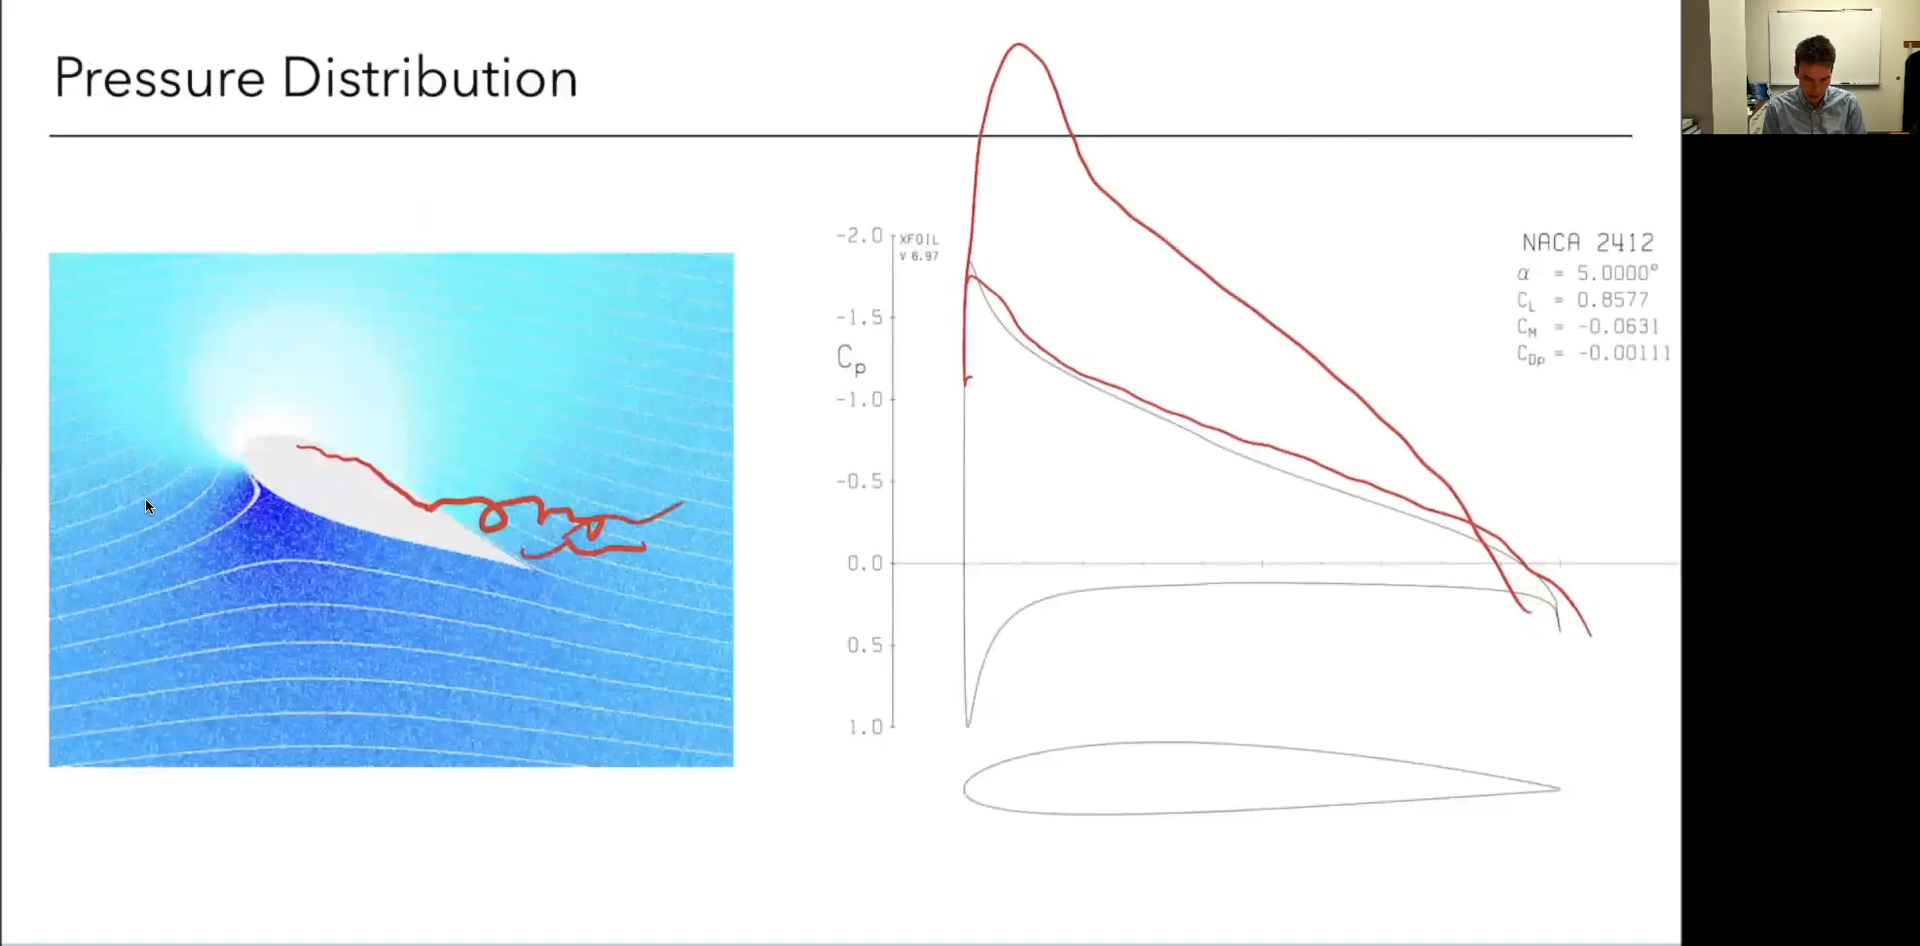 Pressure Distribution
XFOIL
V 6.97
-2.0
-1.5
Cp
-1.0
-0.5
0.0
0.5
1.0
NACA 2412
α = 5.0000°
CL = 0.8577
CM = -0.0631
CDp = -0.00111